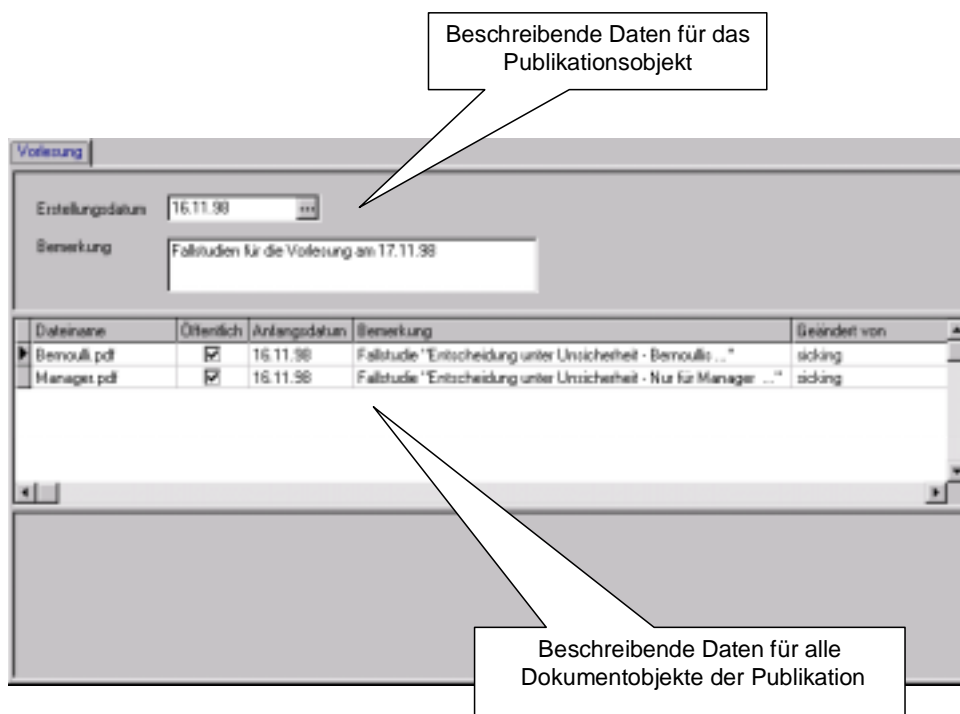 Beschreibende Daten für das
Publikationsobjekt
Vorlesung
Erstellungsdatum 16.11.98 ...
Bemerkung Fallstudien für die Vorlesung am 17.11.98
Dateiname Öffentlich Anfangsdatum Bemerkung Geändert von
Bernoulli.pdf 16.11.98 Fallstudie "Entscheidung unter Unsicherheit - Bernoullis ..." sicking
Manager.pdf 16.11.98 Fallstudie "Entscheidung unter Unsicherheit - Nur für Manager ..." sicking
Beschreibende Daten für alle
Dokumentobjekte der Publikation